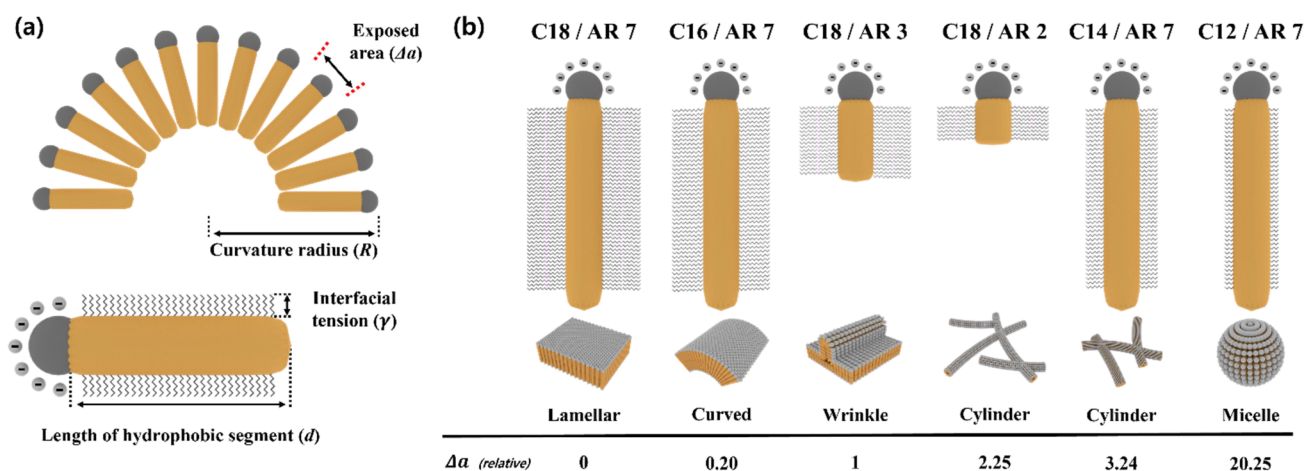 (a)
Exposed
area (Δa)
Curvature radius (R)
Interfacial
tension (γ)
Length of hydrophobic segment (d)
(b)
C18 / AR 7 C16 / AR 7 C18 / AR 3 C18 / AR 2 C14 / AR 7 C12 / AR 7
Lamellar Curved Wrinkle Cylinder Cylinder Micelle
Δa (relative) 0 0.20 1 2.25 3.24 20.25